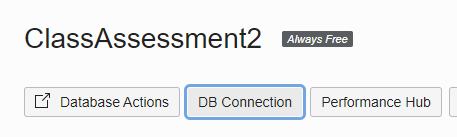 ClassAssessment2 Always Free
Database Actions DB Connection Performance Hub